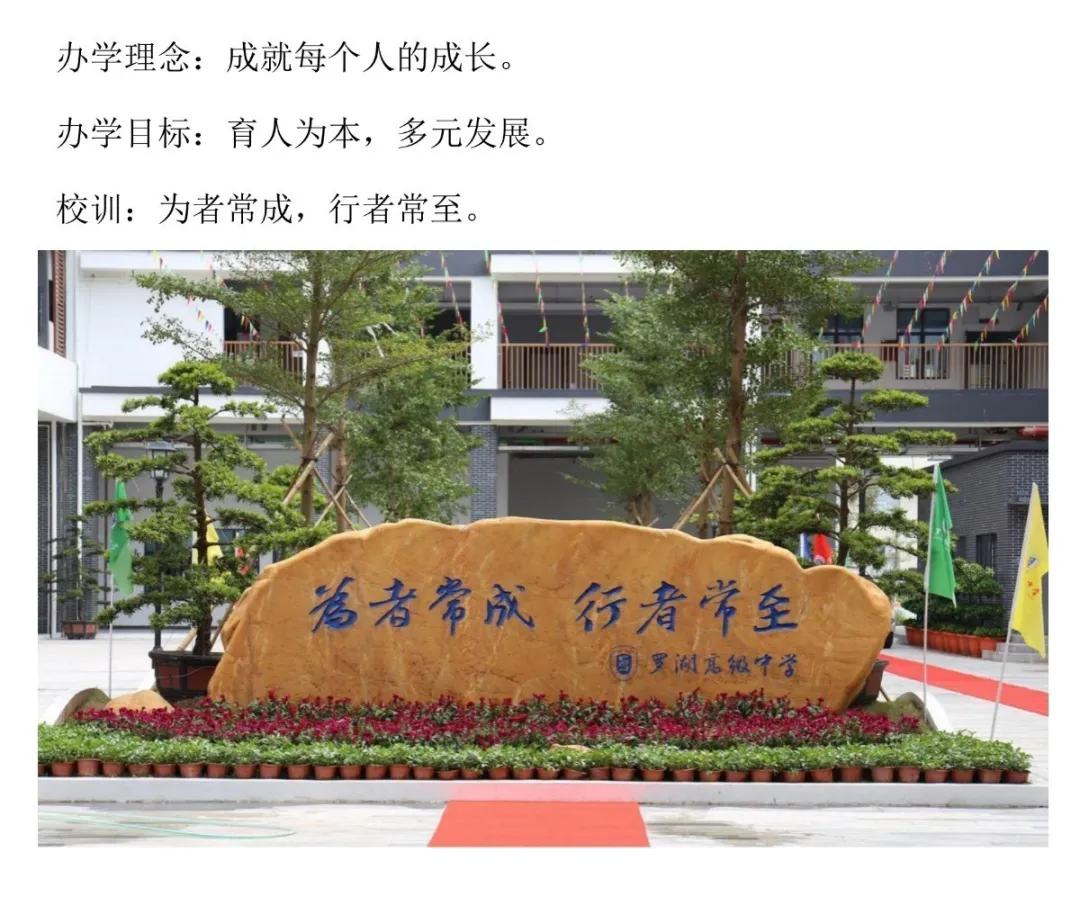 办学理念：成就每个人的成长。
办学目标：育人为本，多元发展。
校训：为者常成，行者常至。
為者常成 行者常至
罗湖高级中学